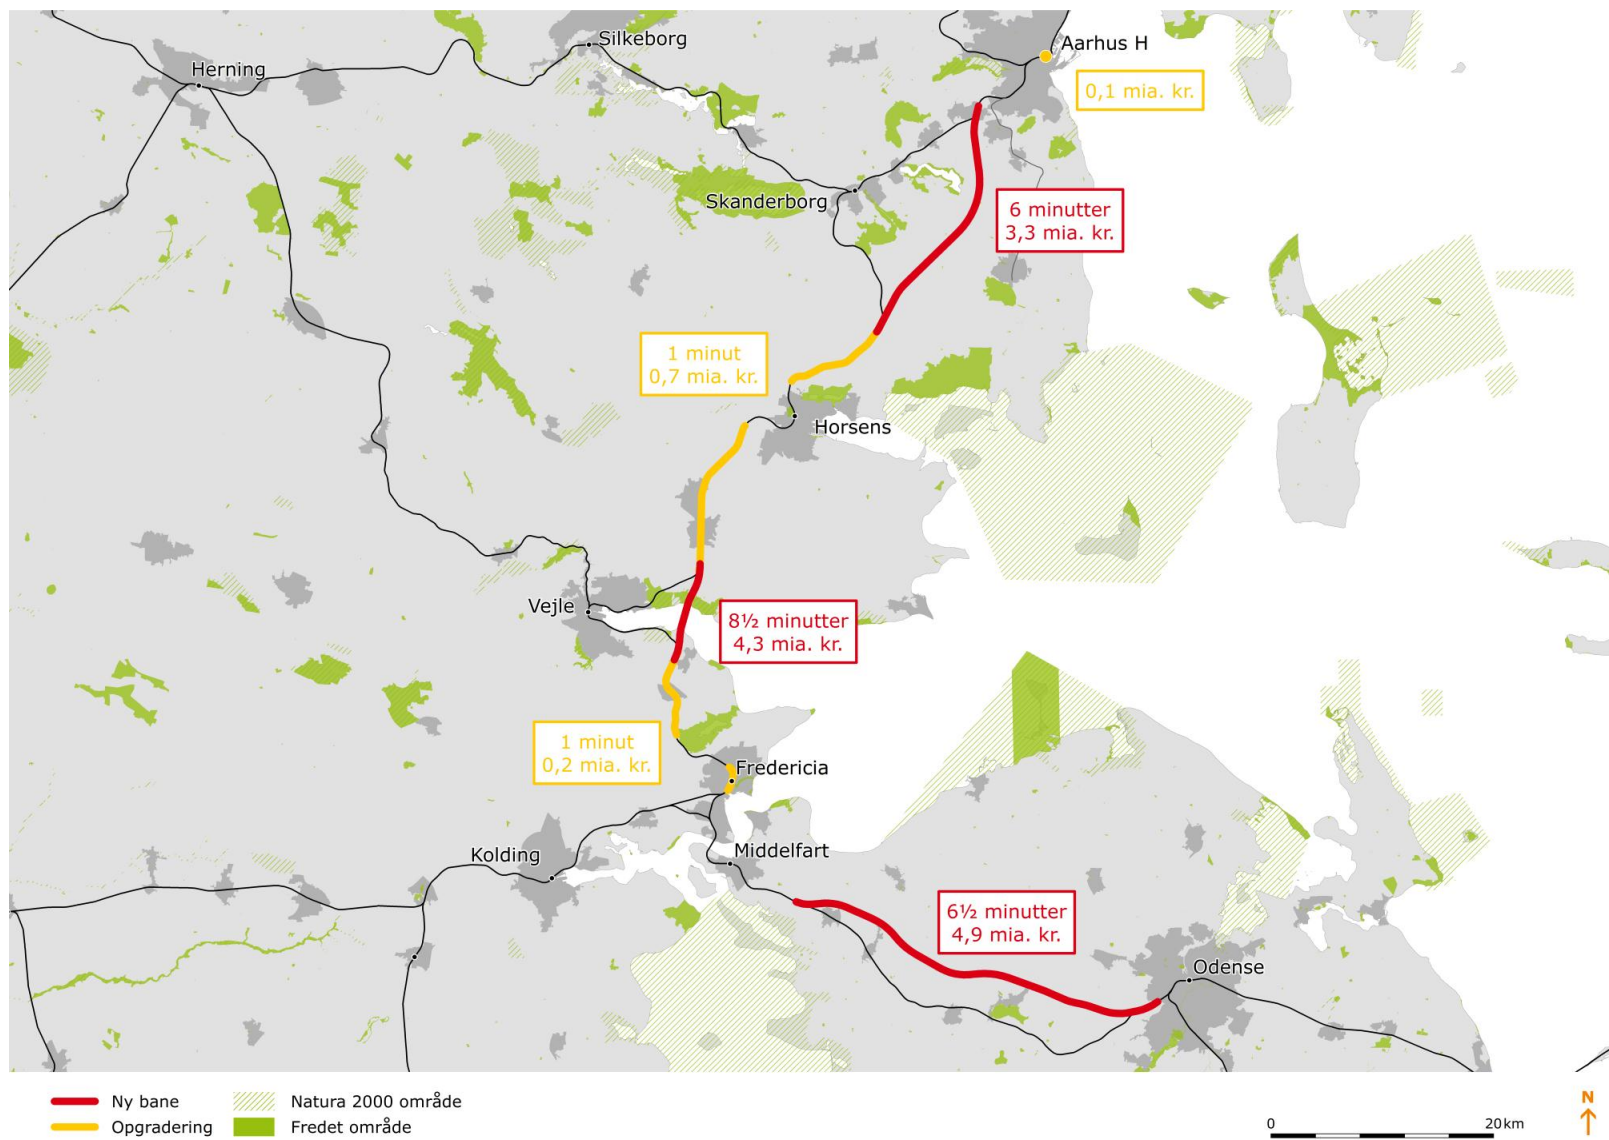 Silkeborg
Aarhus H
Herning
0,1 mia. kr.
Skanderborg
6 minutter
3,3 mia. kr.
1 minut
0,7 mia. kr.
Horsens
Vejle
8½ minutter
4,3 mia. kr.
1 minut
0,2 mia. kr.
Fredericia
Kolding
Middelfart
6½ minutter
4,9 mia. kr.
Odense
Ny bane
Natura 2000 område
Opgradering
Fredet område
0
20 km
N